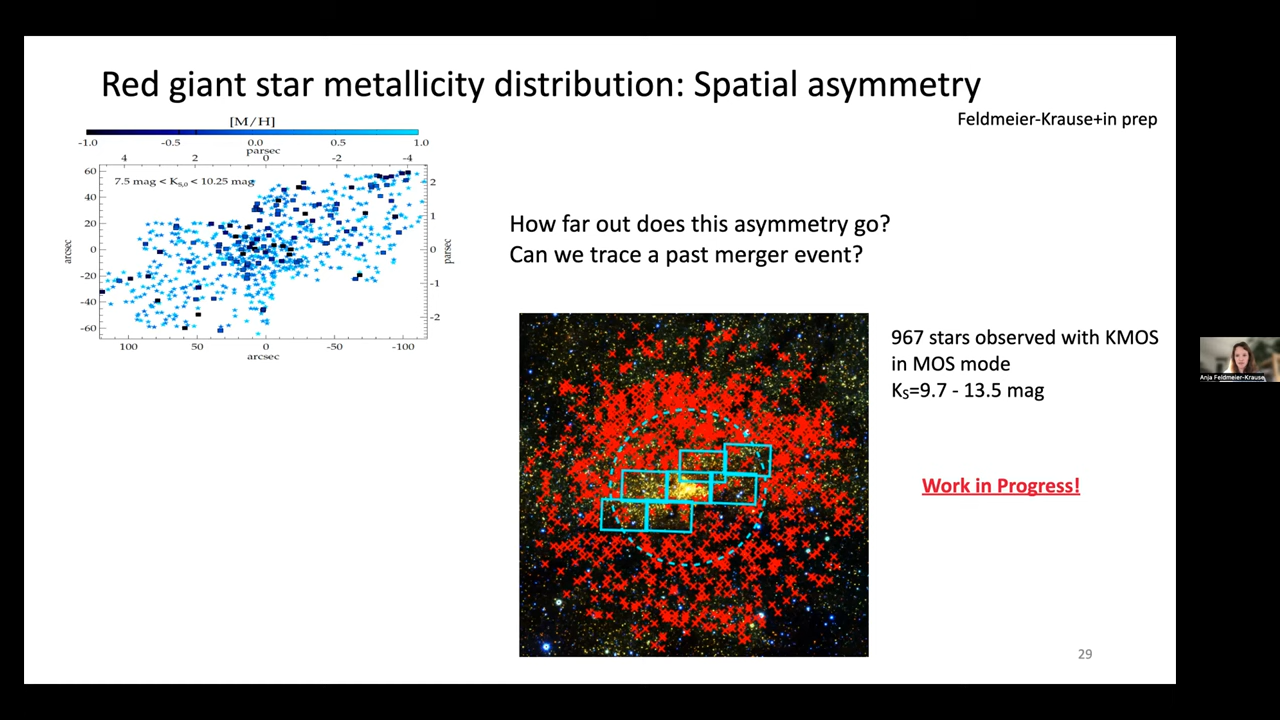 Red giant star metallicity distribution: Spatial asymmetry
Feldmeier-Krause+in prep
[M/H]
-1.0 -0.5 0.0 0.5 1.0
parsec
4 2 0 -2 -4
7.5 mag < K_S,0 < 10.25 mag
60
40
20
0
-20
-40
-60
arcsec
2
1
0
-1
-2
parsec
100 50 0 -50 -100
arcsec
How far out does this asymmetry go?
Can we trace a past merger event?
967 stars observed with KMOS
in MOS mode
Ks=9.7 - 13.5 mag
Work in Progress!
29
Anja Feldmeier-Krause